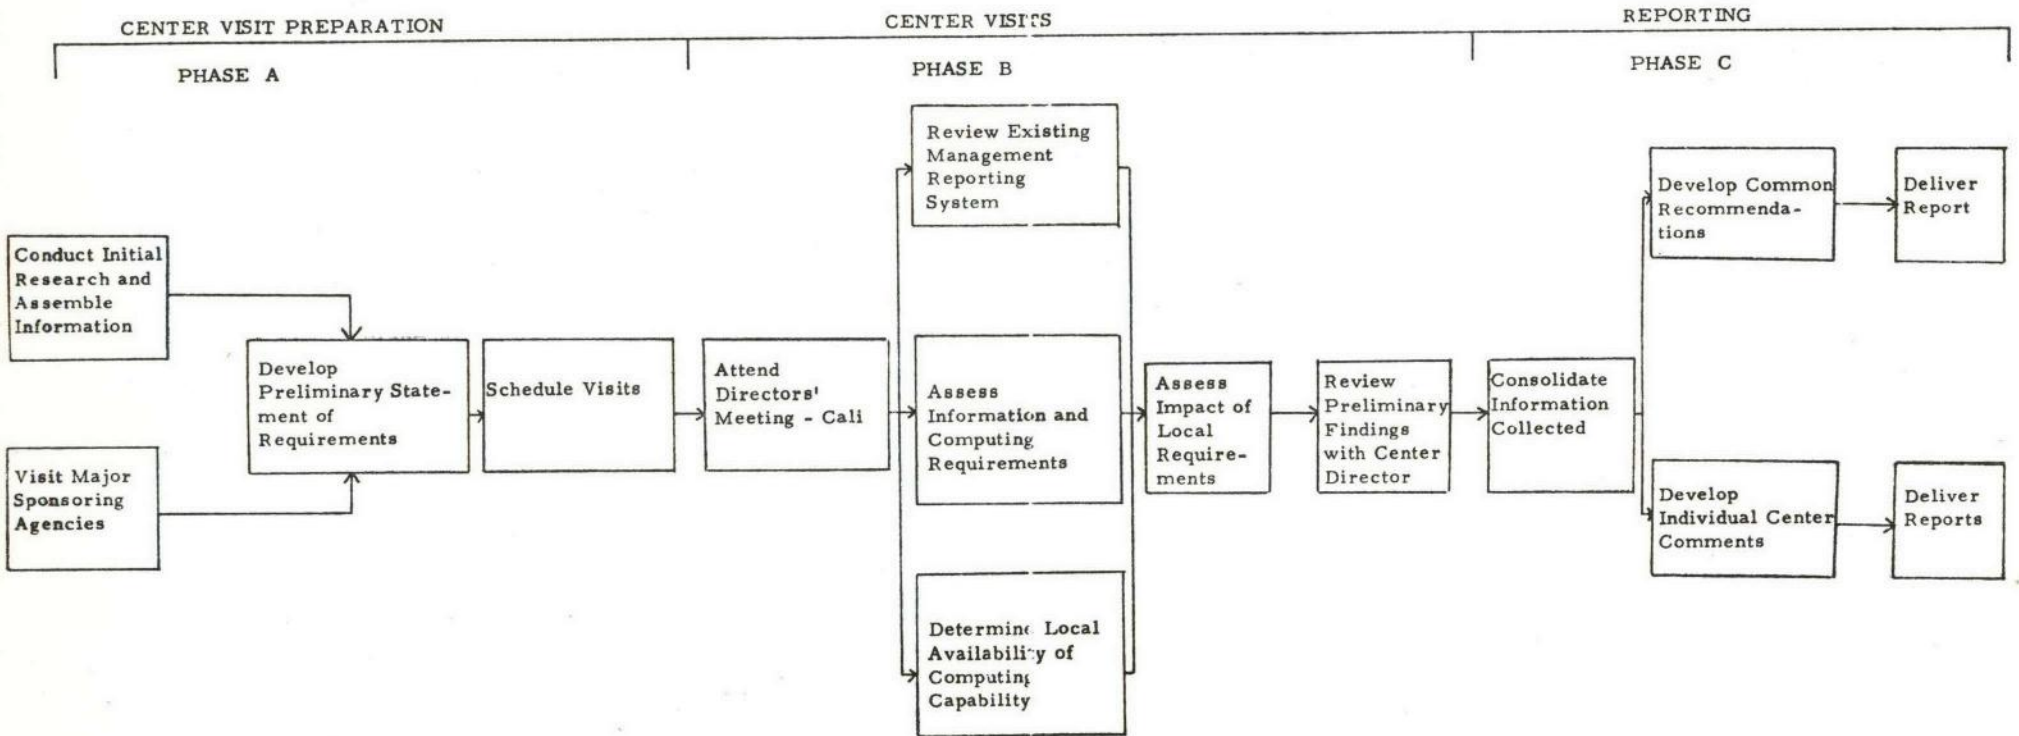 CENTER VISIT PREPARATION
CENTER VISITS
REPORTING
PHASE A
PHASE B
PHASE C
Conduct Initial
Research and
Assemble
Information
Visit Major
Sponsoring
Agencies
Develop
Preliminary State-
ment of
Requirements
Schedule Visits
Attend
Directors'
Meeting - Cali
Review Existing
Management
Reporting
System
Assess
Information and
Computing
Requirements
Determine Local
Availability of
Computing
Capability
Assess
Impact of
Local
Require-
ments
Review
Preliminary
Findings
with Center
Director
Consolidate
Information
Collected
Develop Common
Recommenda-
tions
Deliver
Report
Develop
Individual Center
Comments
Deliver
Reports